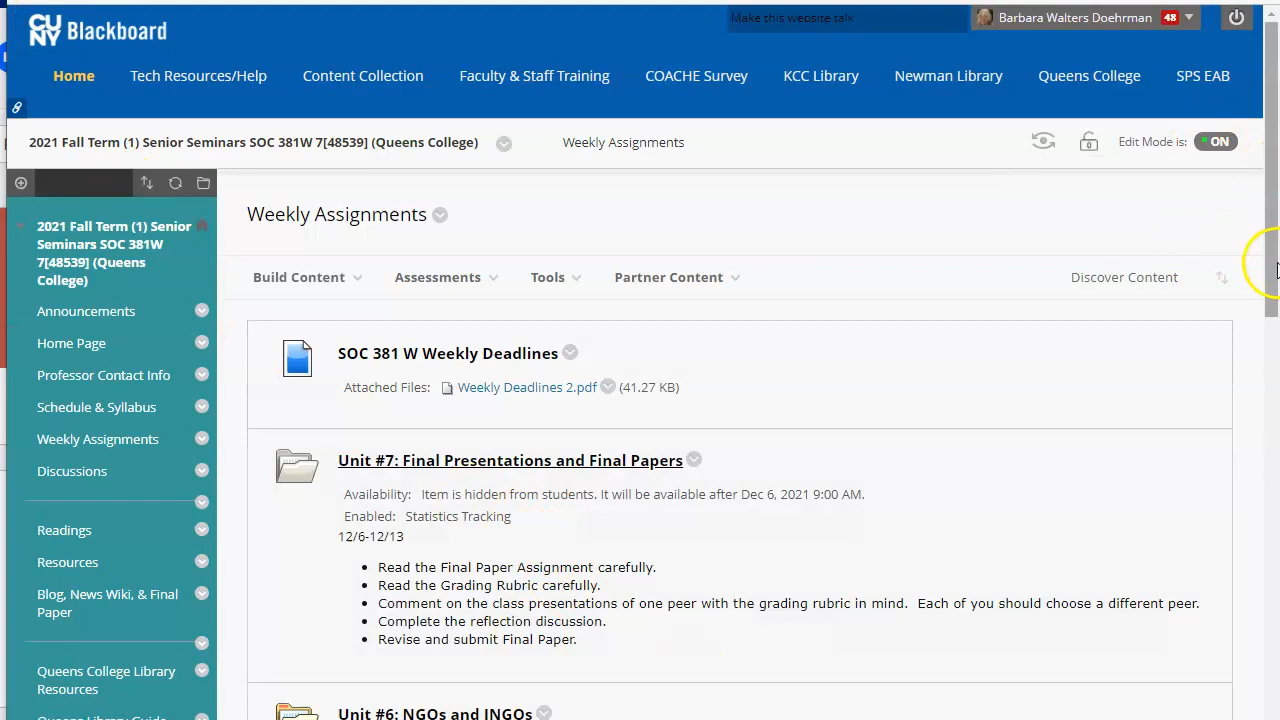 CU
NY Blackboard
Make this website talk
Barbara Walters Doehrman 48
Home Tech Resources/Help Content Collection Faculty & Staff Training COACHE Survey KCC Library Newman Library Queens College SPS EAB
2021 Fall Term (1) Senior Seminars SOC 381W 7[48539] (Queens College) Weekly Assignments Edit Mode is: ON
2021 Fall Term (1) Senior
Seminars SOC 381W
7[48539] (Queens
College)
Announcements
Home Page
Professor Contact Info
Schedule & Syllabus
Weekly Assignments
Discussions
Readings
Resources
Blog, News Wiki, & Final
Paper
Queens College Library
Resources
Weekly Assignments
Build Content Assessments Tools Partner Content Discover Content
SOC 381 W Weekly Deadlines
Attached Files: Weekly Deadlines 2.pdf (41.27 KB)
Unit #7: Final Presentations and Final Papers
Availability: Item is hidden from students. It will be available after Dec 6, 2021 9:00 AM.
Enabled: Statistics Tracking
12/6-12/13
• Read the Final Paper Assignment carefully.
• Read the Grading Rubric carefully.
• Comment on the class presentations of one peer with the grading rubric in mind. Each of you should choose a different peer.
• Complete the reflection discussion.
• Revise and submit Final Paper.
Unit #6: NGOs and INGOs